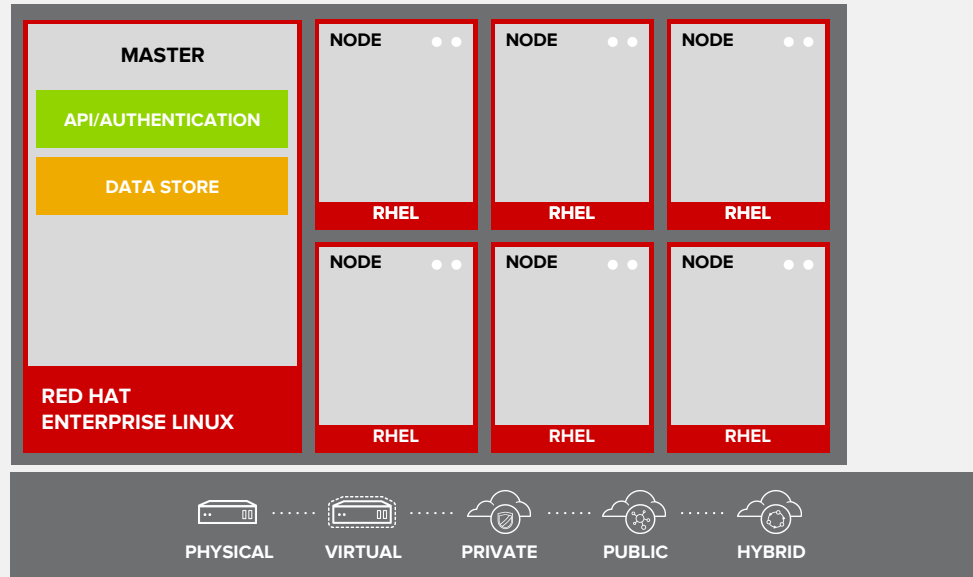 MASTER
API/AUTHENTICATION
DATA STORE
RED HAT
ENTERPRISE LINUX
NODE
RHEL
NODE
RHEL
NODE
RHEL
NODE
RHEL
NODE
RHEL
NODE
RHEL
PHYSICAL
VIRTUAL
PRIVATE
PUBLIC
HYBRID